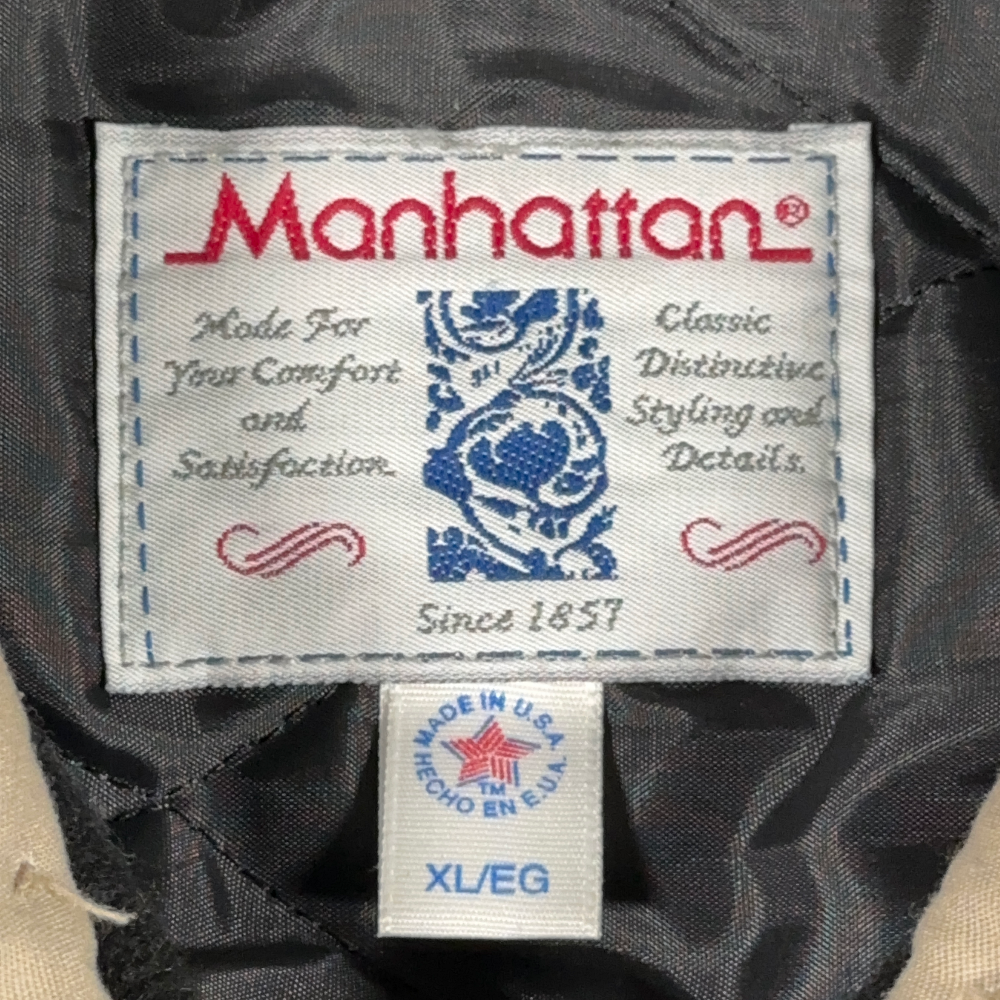 Manhattan®
Made For
Your Comfort
and
Satisfaction
Classic
Distinctive
Styling and
Details.
Since 1857
MADE IN U.S.A.
HECHO EN E.U.A.
TM
XL/EG